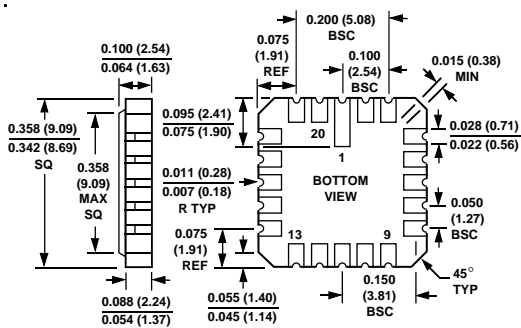 0.200 (5.08)
BSC
0.075
(1.91)
REF
0.100
(2.54)
BSC
0.015 (0.38)
MIN
0.100 (2.54)
0.064 (1.63)
0.095 (2.41)
0.075 (1.90)
0.028 (0.71)
0.022 (0.56)
20
1
0.358 (9.09)
0.342 (8.69)
SQ
0.358
(9.09)
MAX
SQ
0.011 (0.28)
0.007 (0.18)
R TYP
BOTTOM
VIEW
0.050
(1.27)
BSC
0.075
(1.91)
REF
13
9
0.088 (2.24)
0.054 (1.37)
0.055 (1.40)
0.045 (1.14)
0.150
(3.81)
BSC
45°
TYP